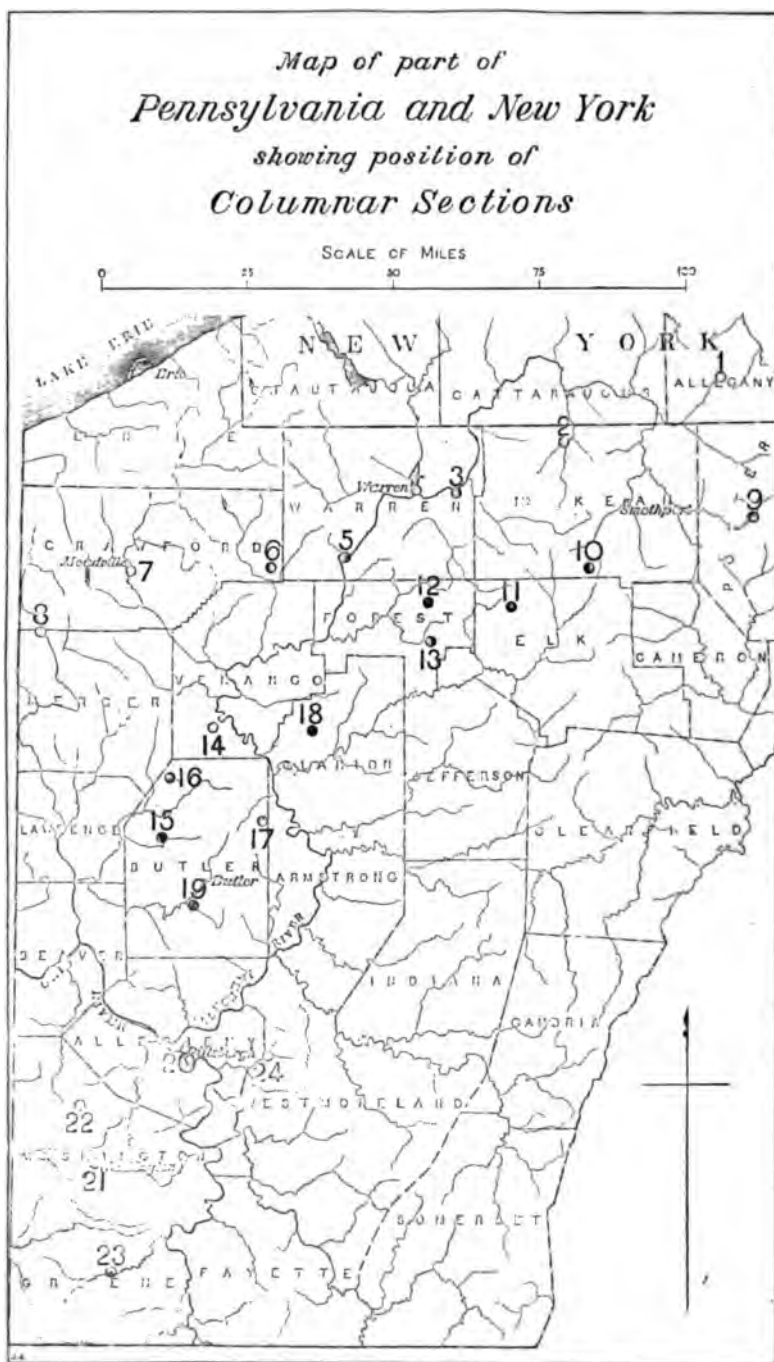 Map of part of
Pennsylvania and New York
showing position of
Columnar Sections
SCALE OF MILES
0 25 50 75 100
LAKE ERIE
NEW YORK
Erie
1
ALLEGANY
CATTARAUGUS
2
Warren
3
WARREN
9
CRAWFORD
Meadville
7
6
5
10
8
12
11
FOREST
13
ELK
CAMERON
VENANGO
MERCER
14
18
CLARION
JEFFERSON
16
LAWRENCE
15
17
CLEARFIELD
BUTLER
Butler
ARMSTRONG
19
RIVER
BEAVER
INDIANA
CAMBRIA
ALLEGHENY
20
24
22
WESTMORELAND
WASHINGTON
21
SOMERSET
23
GREENE
FAYETTE